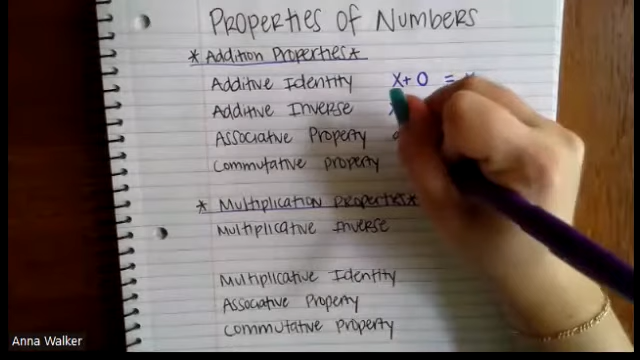 Properties of Numbers
* Addition Properties *
Additive Identity x + 0 =
Additive Inverse
Associative Property
Commutative Property
* Multiplication Properties *
Multiplicative Inverse
Multiplicative Identity
Associative Property
Commutative Property
Anna Walker